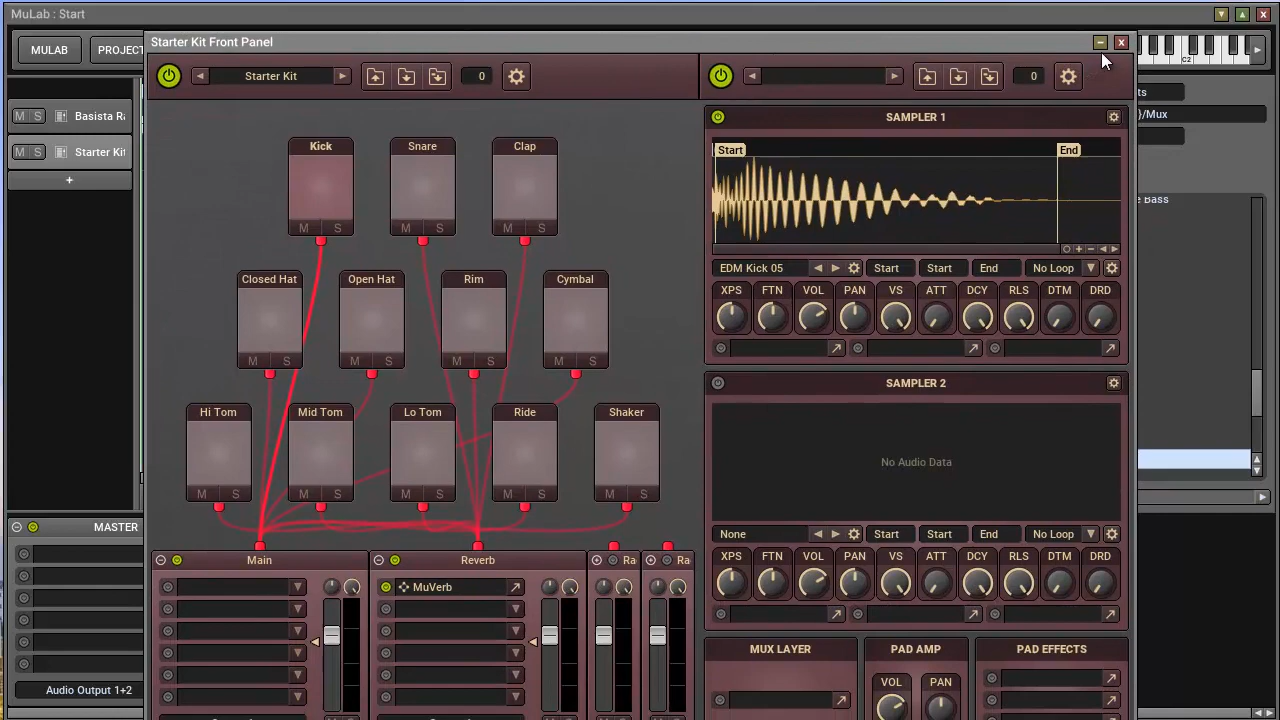 MuLab : Start
MULAB
PROJECT
Starter Kit Front Panel
C2
Starter Kit
0
0
M S Basista Ra
M S Starter Kit
+
ts
}/Mux
e Bass
Kick
Snare
Clap
M S
M S
M S
Closed Hat
Open Hat
Rim
Cymbal
M S
M S
M S
M S
Hi Tom
Mid Tom
Lo Tom
Ride
Shaker
M S
M S
M S
M S
M S
SAMPLER 1
Start
End
EDM Kick 05
Start
Start
End
No Loop
XPS FTN VOL PAN VS ATT DCY RLS DTM DRD
SAMPLER 2
No Audio Data
None
Start
Start
End
No Loop
XPS FTN VOL PAN VS ATT DCY RLS DTM DRD
MASTER
Audio Output 1+2
Main
Reverb
Ra
Ra
MuVerb
MUX LAYER
PAD AMP
PAD EFFECTS
VOL
PAN